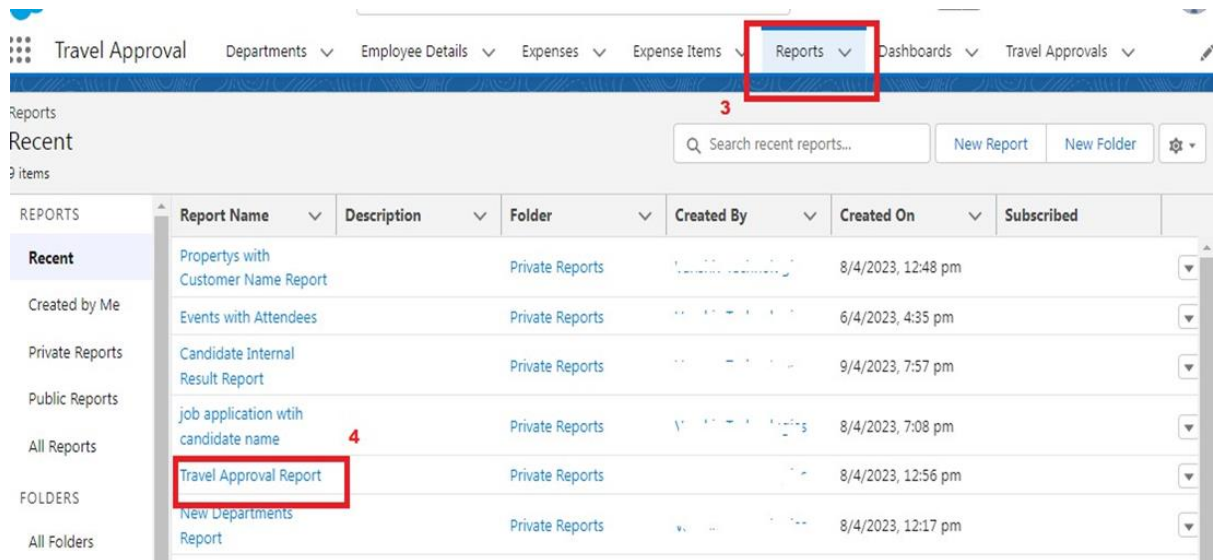 Travel Approval Departments Employee Details Expenses Expense Items Reports Dashboards Travel Approvals
3
Reports
Recent
9 items
Search recent reports... New Report New Folder
REPORTS Report Name Description Folder Created By Created On Subscribed
Recent
Created by Me
Private Reports
Public Reports
All Reports
FOLDERS
All Folders
Propertys with
Customer Name Report
Private Reports 8/4/2023, 12:48 pm
Events with Attendees Private Reports 6/4/2023, 4:35 pm
Candidate Internal
Result Report
Private Reports 9/4/2023, 7:57 pm
job application wtih
candidate name
Private Reports 8/4/2023, 7:08 pm
4
Travel Approval Report Private Reports 8/4/2023, 12:56 pm
New Departments
Report
Private Reports 8/4/2023, 12:17 pm